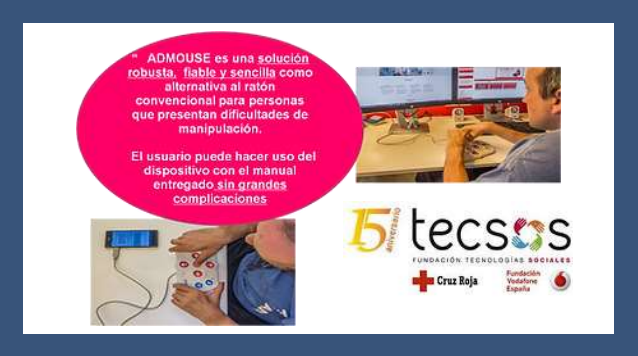 " ADMOUSE es una solución
robusta, fiable y sencilla como
alternativa al ratón
convencional para personas
que presentan dificultades de
manipulación.
El usuario puede hacer uso del
dispositivo con el manual
entregado sin grandes
complicaciones
15 aniversario
tecsos
FUNDACIÓN TECNOLOGÍAS SOCIALES
Cruz Roja
Fundación
Vodafone
España